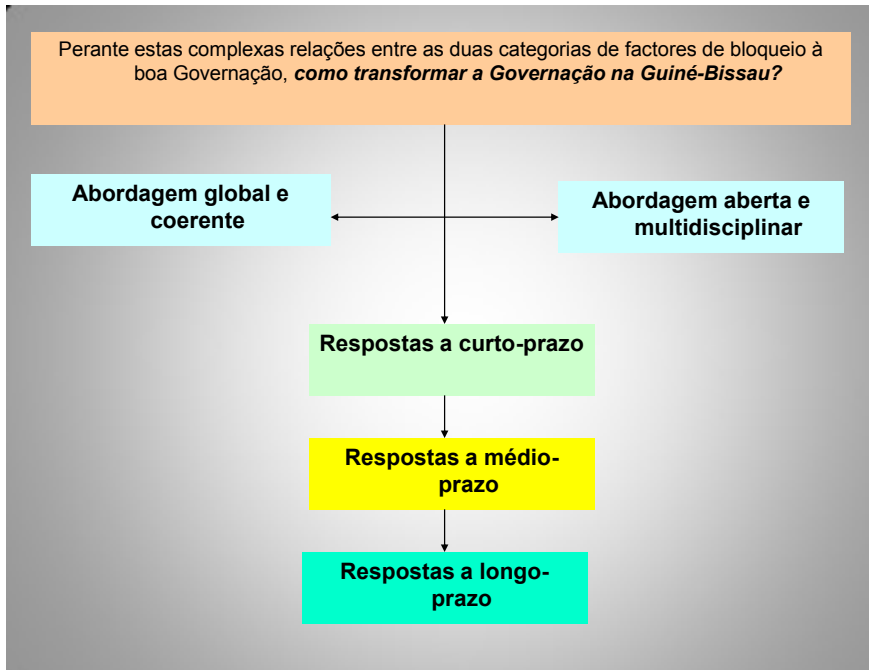 Perante estas complexas relações entre as duas categorias de factores de bloqueio à
boa Governação, como transformar a Governação na Guiné-Bissau?
Abordagem global e
coerente
Abordagem aberta e
multidisciplinar
Respostas a curto-prazo
Respostas a médio-
prazo
Respostas a longo-
prazo